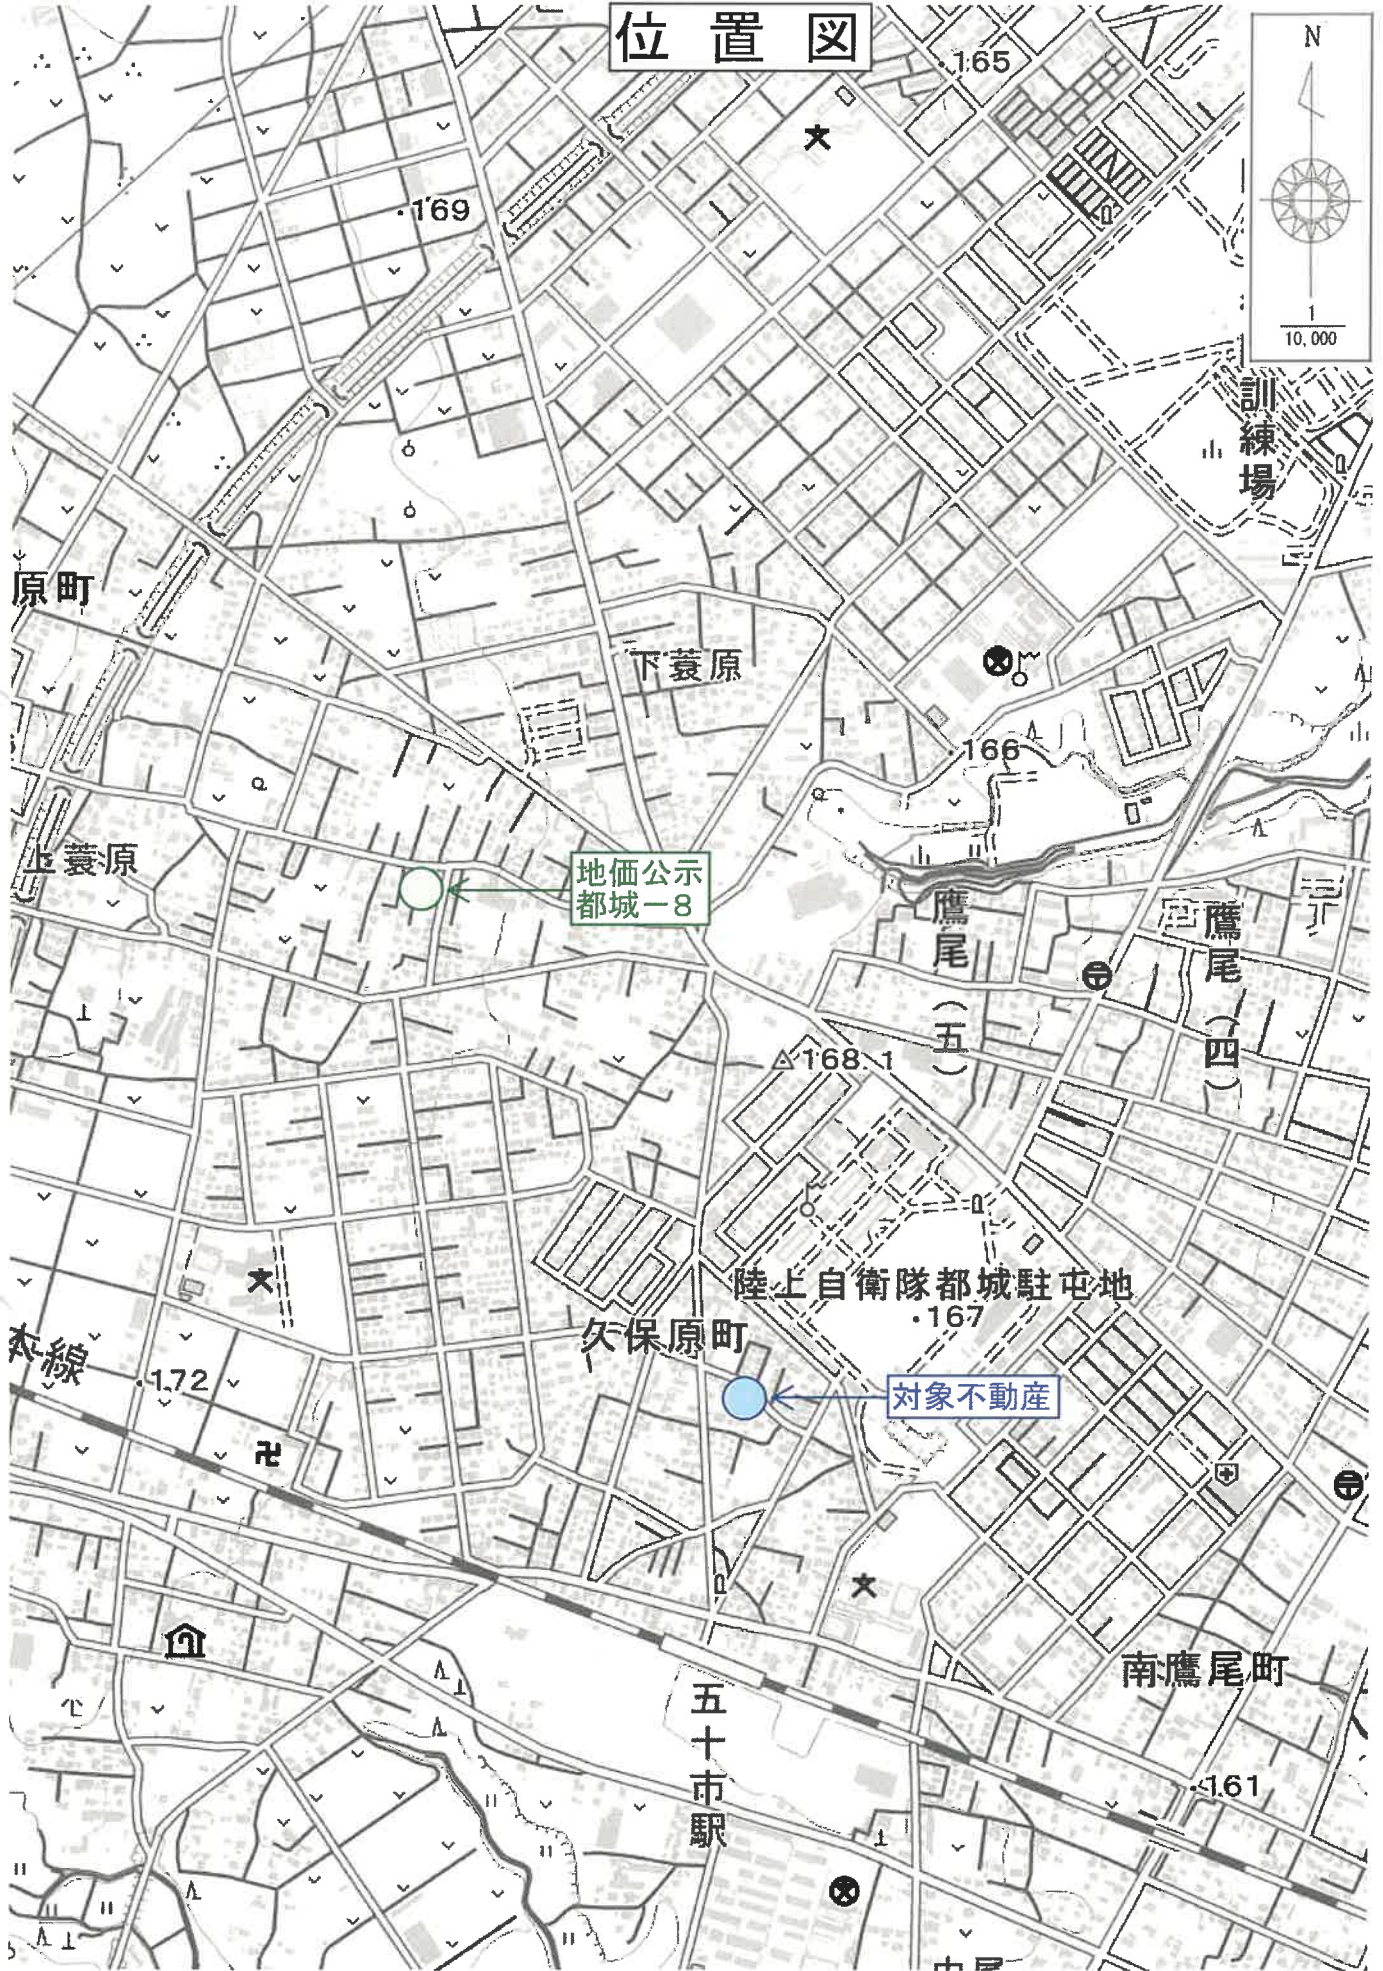 位置図
N
1
10,000
165
169
訓練場
原町
下蓑原
166
上蓑原
地価公示
都城－8
鷹尾（五）
鷹尾（四）
168.1
陸上自衛隊都城駐屯地
167
久保原町
本線
172
対象不動産
南鷹尾町
五十市駅
161